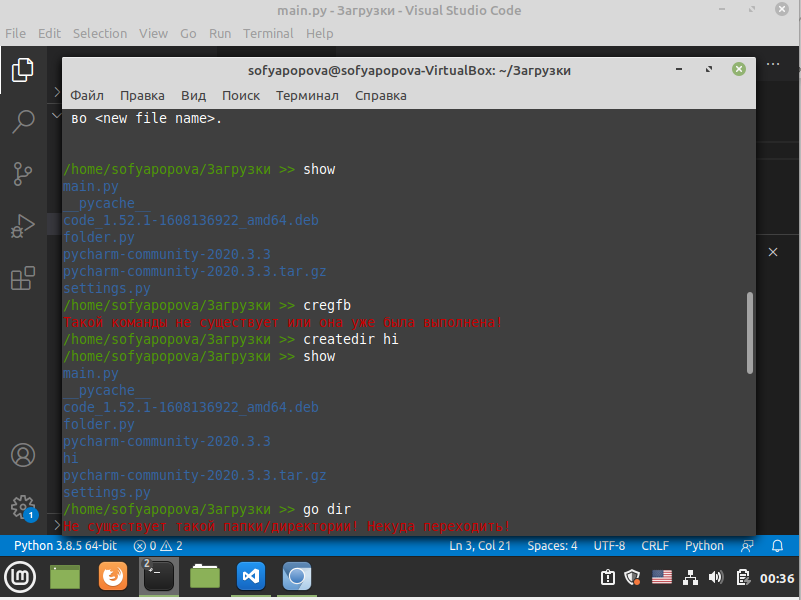 main.py - Загрузки - Visual Studio Code
File Edit Selection View Go Run Terminal Help
sofyapopova@sofyapopova-VirtualBox: ~/Загрузки
Файл Правка Вид Поиск Терминал Справка
во <new file name>.
/home/sofyapopova/Загрузки >> show
main.py
__pycache__
code_1.52.1-1608136922_amd64.deb
folder.py
pycharm-community-2020.3.3
pycharm-community-2020.3.3.tar.gz
settings.py
/home/sofyapopova/Загрузки >> cregfb
Такой команды не существует или она уже была выполнена!
/home/sofyapopova/Загрузки >> createdir hi
/home/sofyapopova/Загрузки >> show
main.py
__pycache__
code_1.52.1-1608136922_amd64.deb
folder.py
pycharm-community-2020.3.3
hi
pycharm-community-2020.3.3.tar.gz
settings.py
/home/sofyapopova/Загрузки >> go dir
Не существует такой папки/директории! Некуда переходить!
1
Python 3.8.5 64-bit 0 2 Ln 3, Col 21 Spaces: 4 UTF-8 CRLF Python
2
00:36